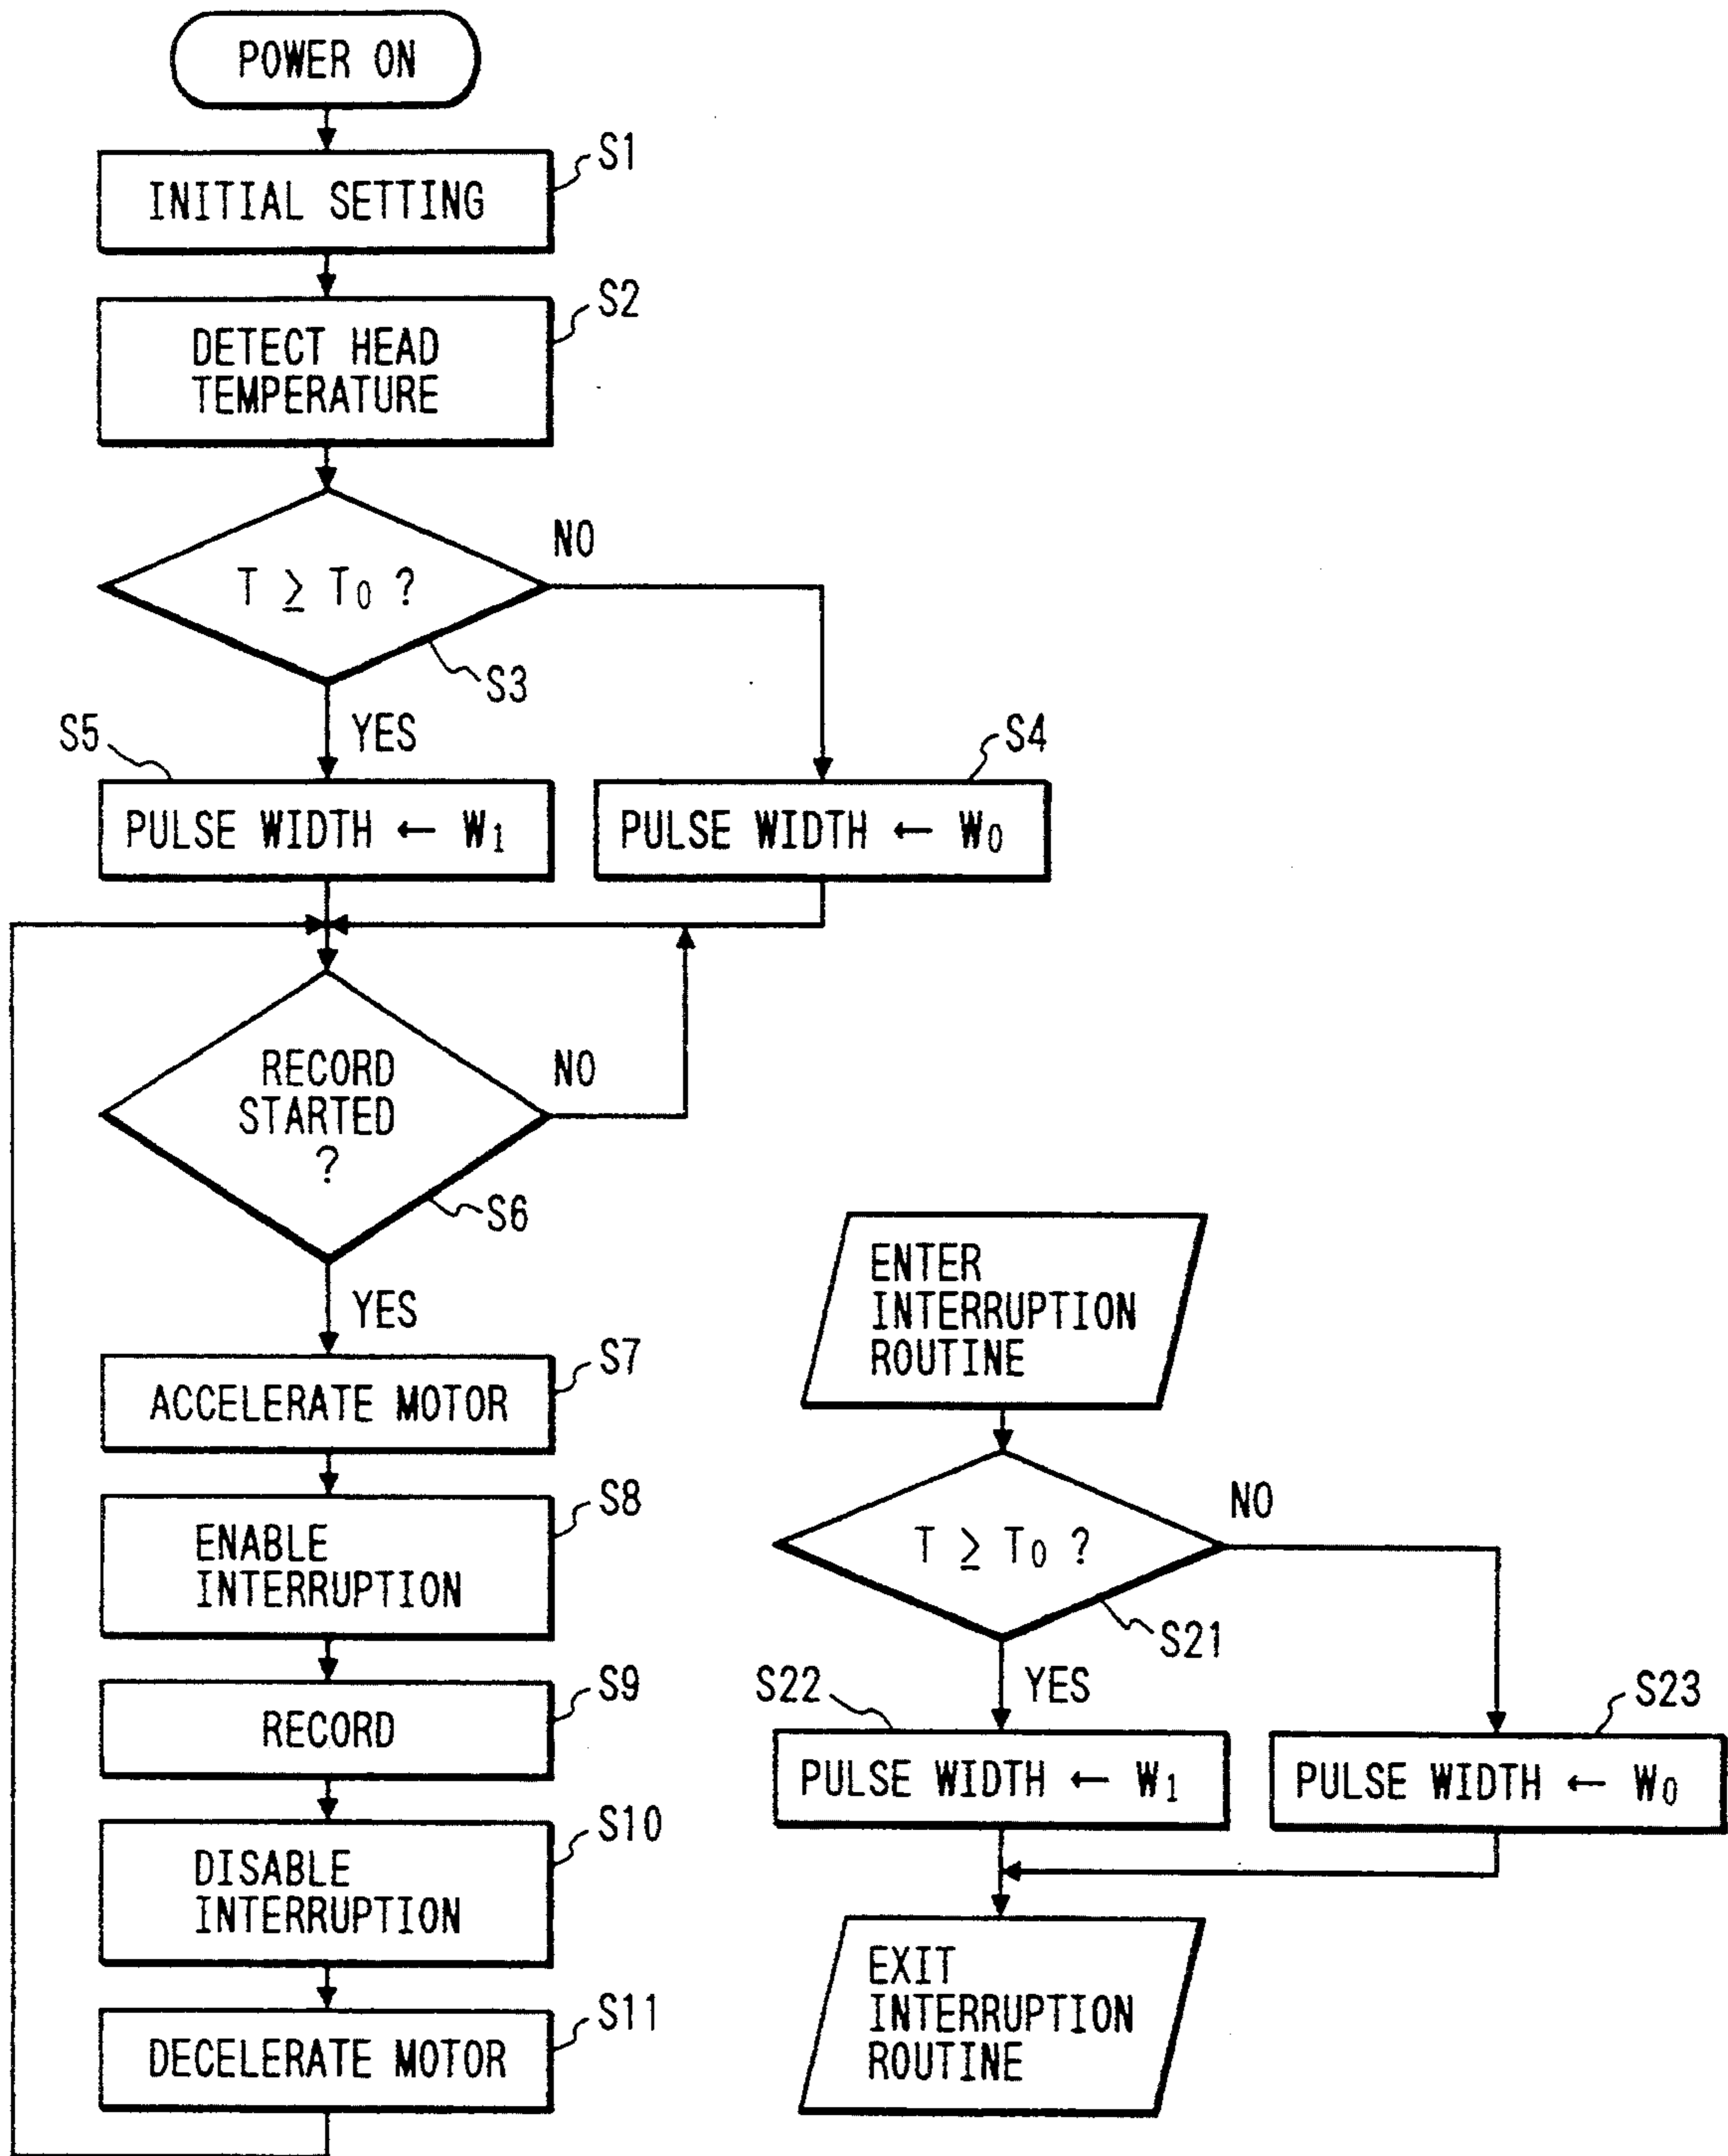 POWER ON
S1
INITIAL SETTING
S2
DETECT HEAD
TEMPERATURE
NO
T ≥ T0 ?
S3
YES
S5
S4
PULSE WIDTH ← W1
PULSE WIDTH ← W0
RECORD
STARTED
?
NO
S6
YES
S7
ACCELERATE MOTOR
S8
ENABLE
INTERRUPTION
S9
RECORD
S10
DISABLE
INTERRUPTION
S11
DECELERATE MOTOR
ENTER
INTERRUPTION
ROUTINE
NO
T ≥ T0 ?
S21
YES
S22
S23
PULSE WIDTH ← W1
PULSE WIDTH ← W0
EXIT
INTERRUPTION
ROUTINE